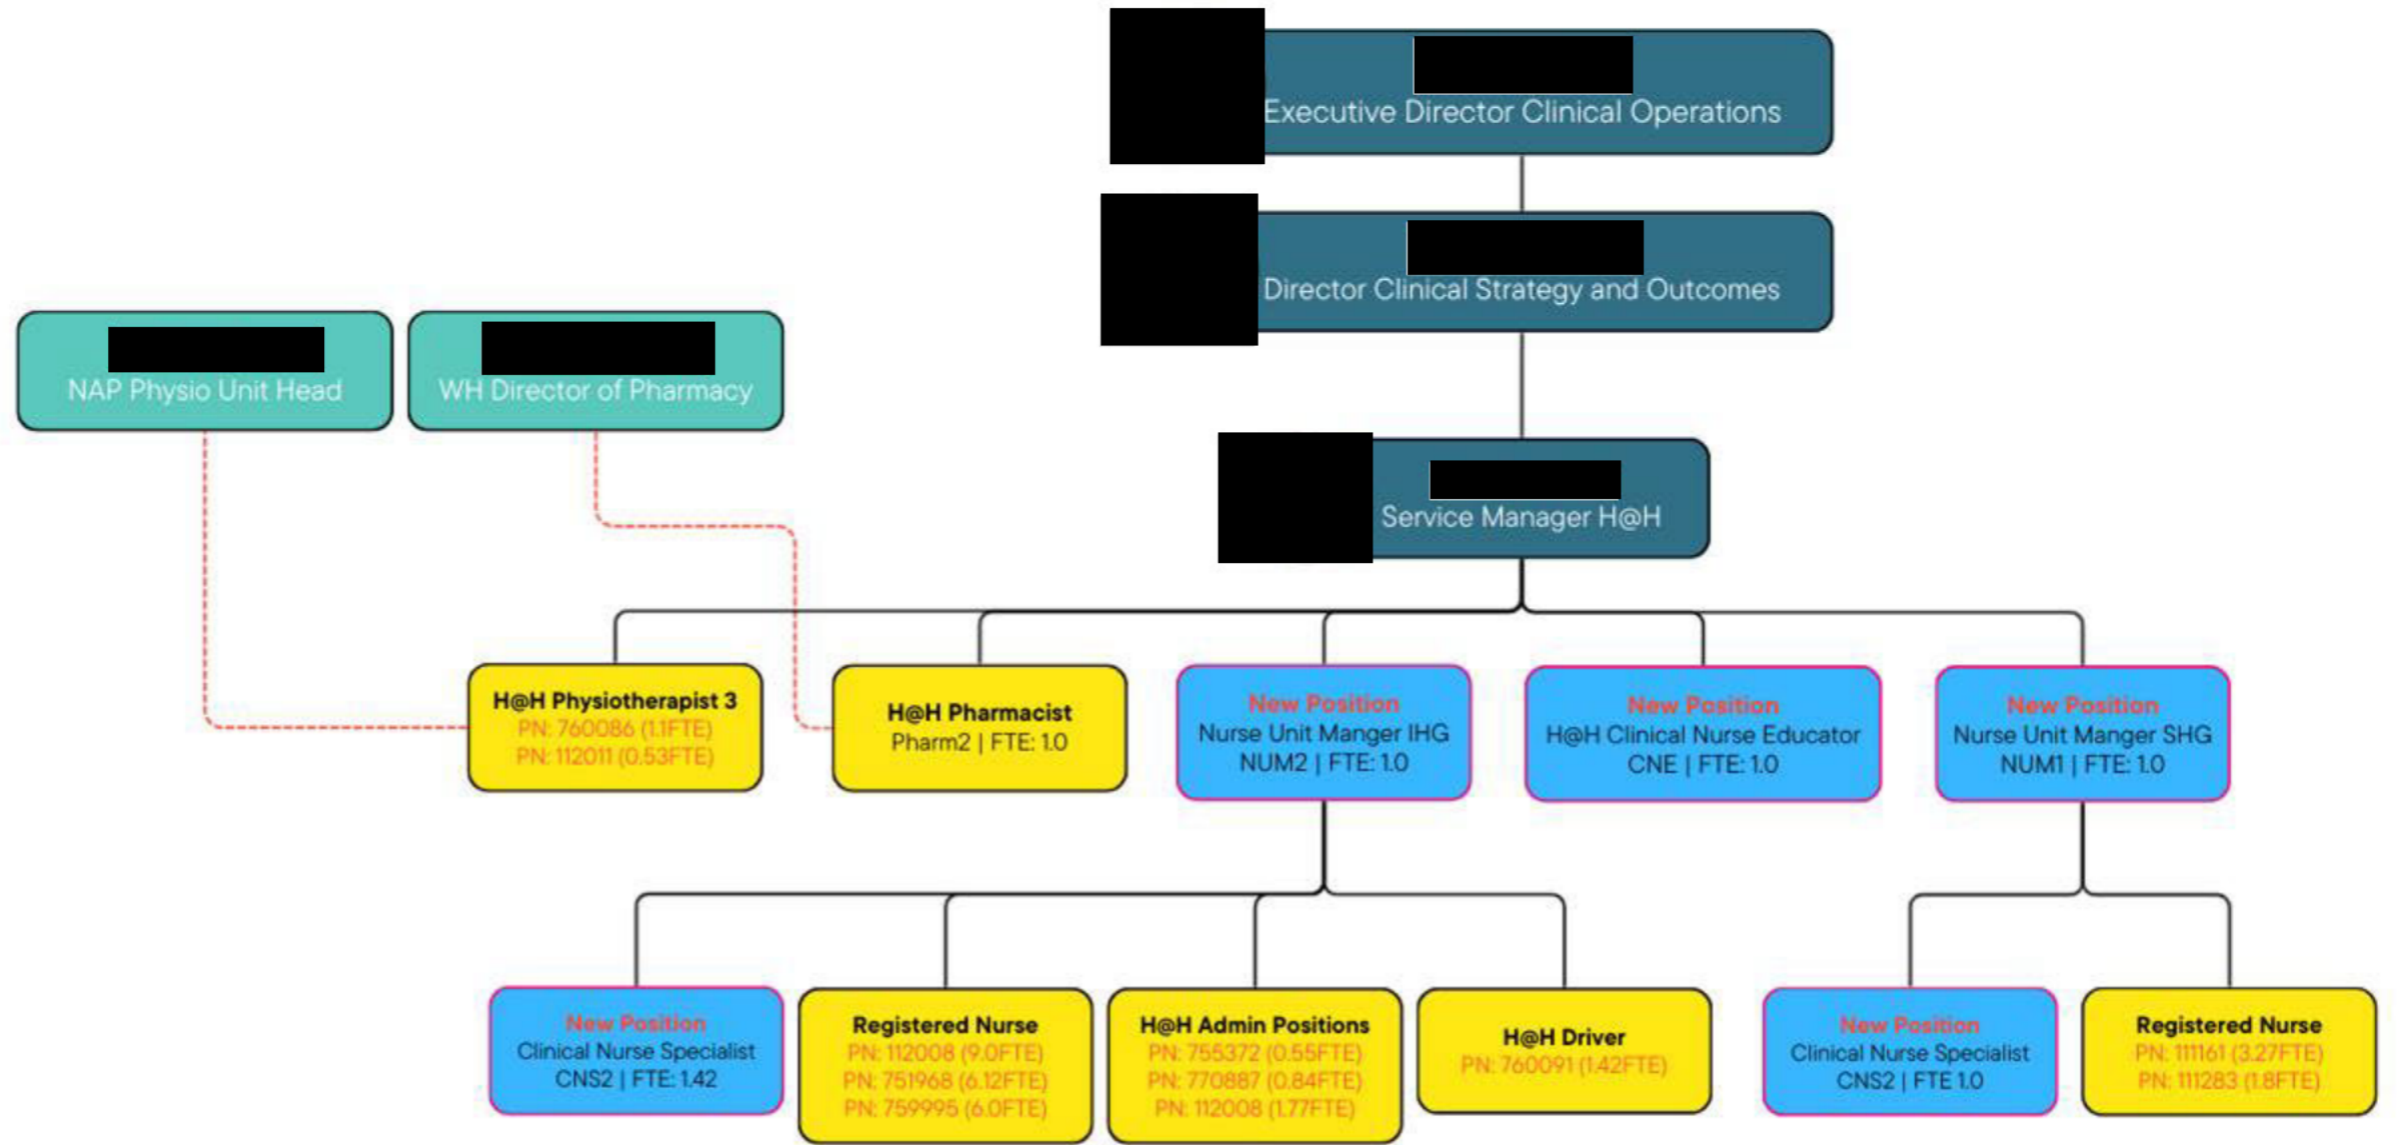 Executive Director Clinical Operations
Director Clinical Strategy and Outcomes
NAP Physio Unit Head
WH Director of Pharmacy
Service Manager H@H
H@H Physiotherapist 3
PN: 760086 (1.1FTE)
PN: 112011 (0.53FTE)
H@H Pharmacist
Pharm2 | FTE: 1.0
New Position
Nurse Unit Manger IHG
NUM2 | FTE: 1.0
New Position
H@H Clinical Nurse Educator
CNE | FTE: 1.0
New Position
Nurse Unit Manger SHG
NUM1 | FTE: 1.0
New Position
Clinical Nurse Specialist
CNS2 | FTE: 1.42
Registered Nurse
PN: 112008 (9.0FTE)
PN: 751968 (6.12FTE)
PN: 759995 (6.0FTE)
H@H Admin Positions
PN: 755372 (0.55FTE)
PN: 770887 (0.84FTE)
PN: 112008 (1.77FTE)
H@H Driver
PN: 760091 (1.42FTE)
New Position
Clinical Nurse Specialist
CNS2 | FTE 1.0
Registered Nurse
PN: 111161 (3.27FTE)
PN: 111283 (1.8FTE)